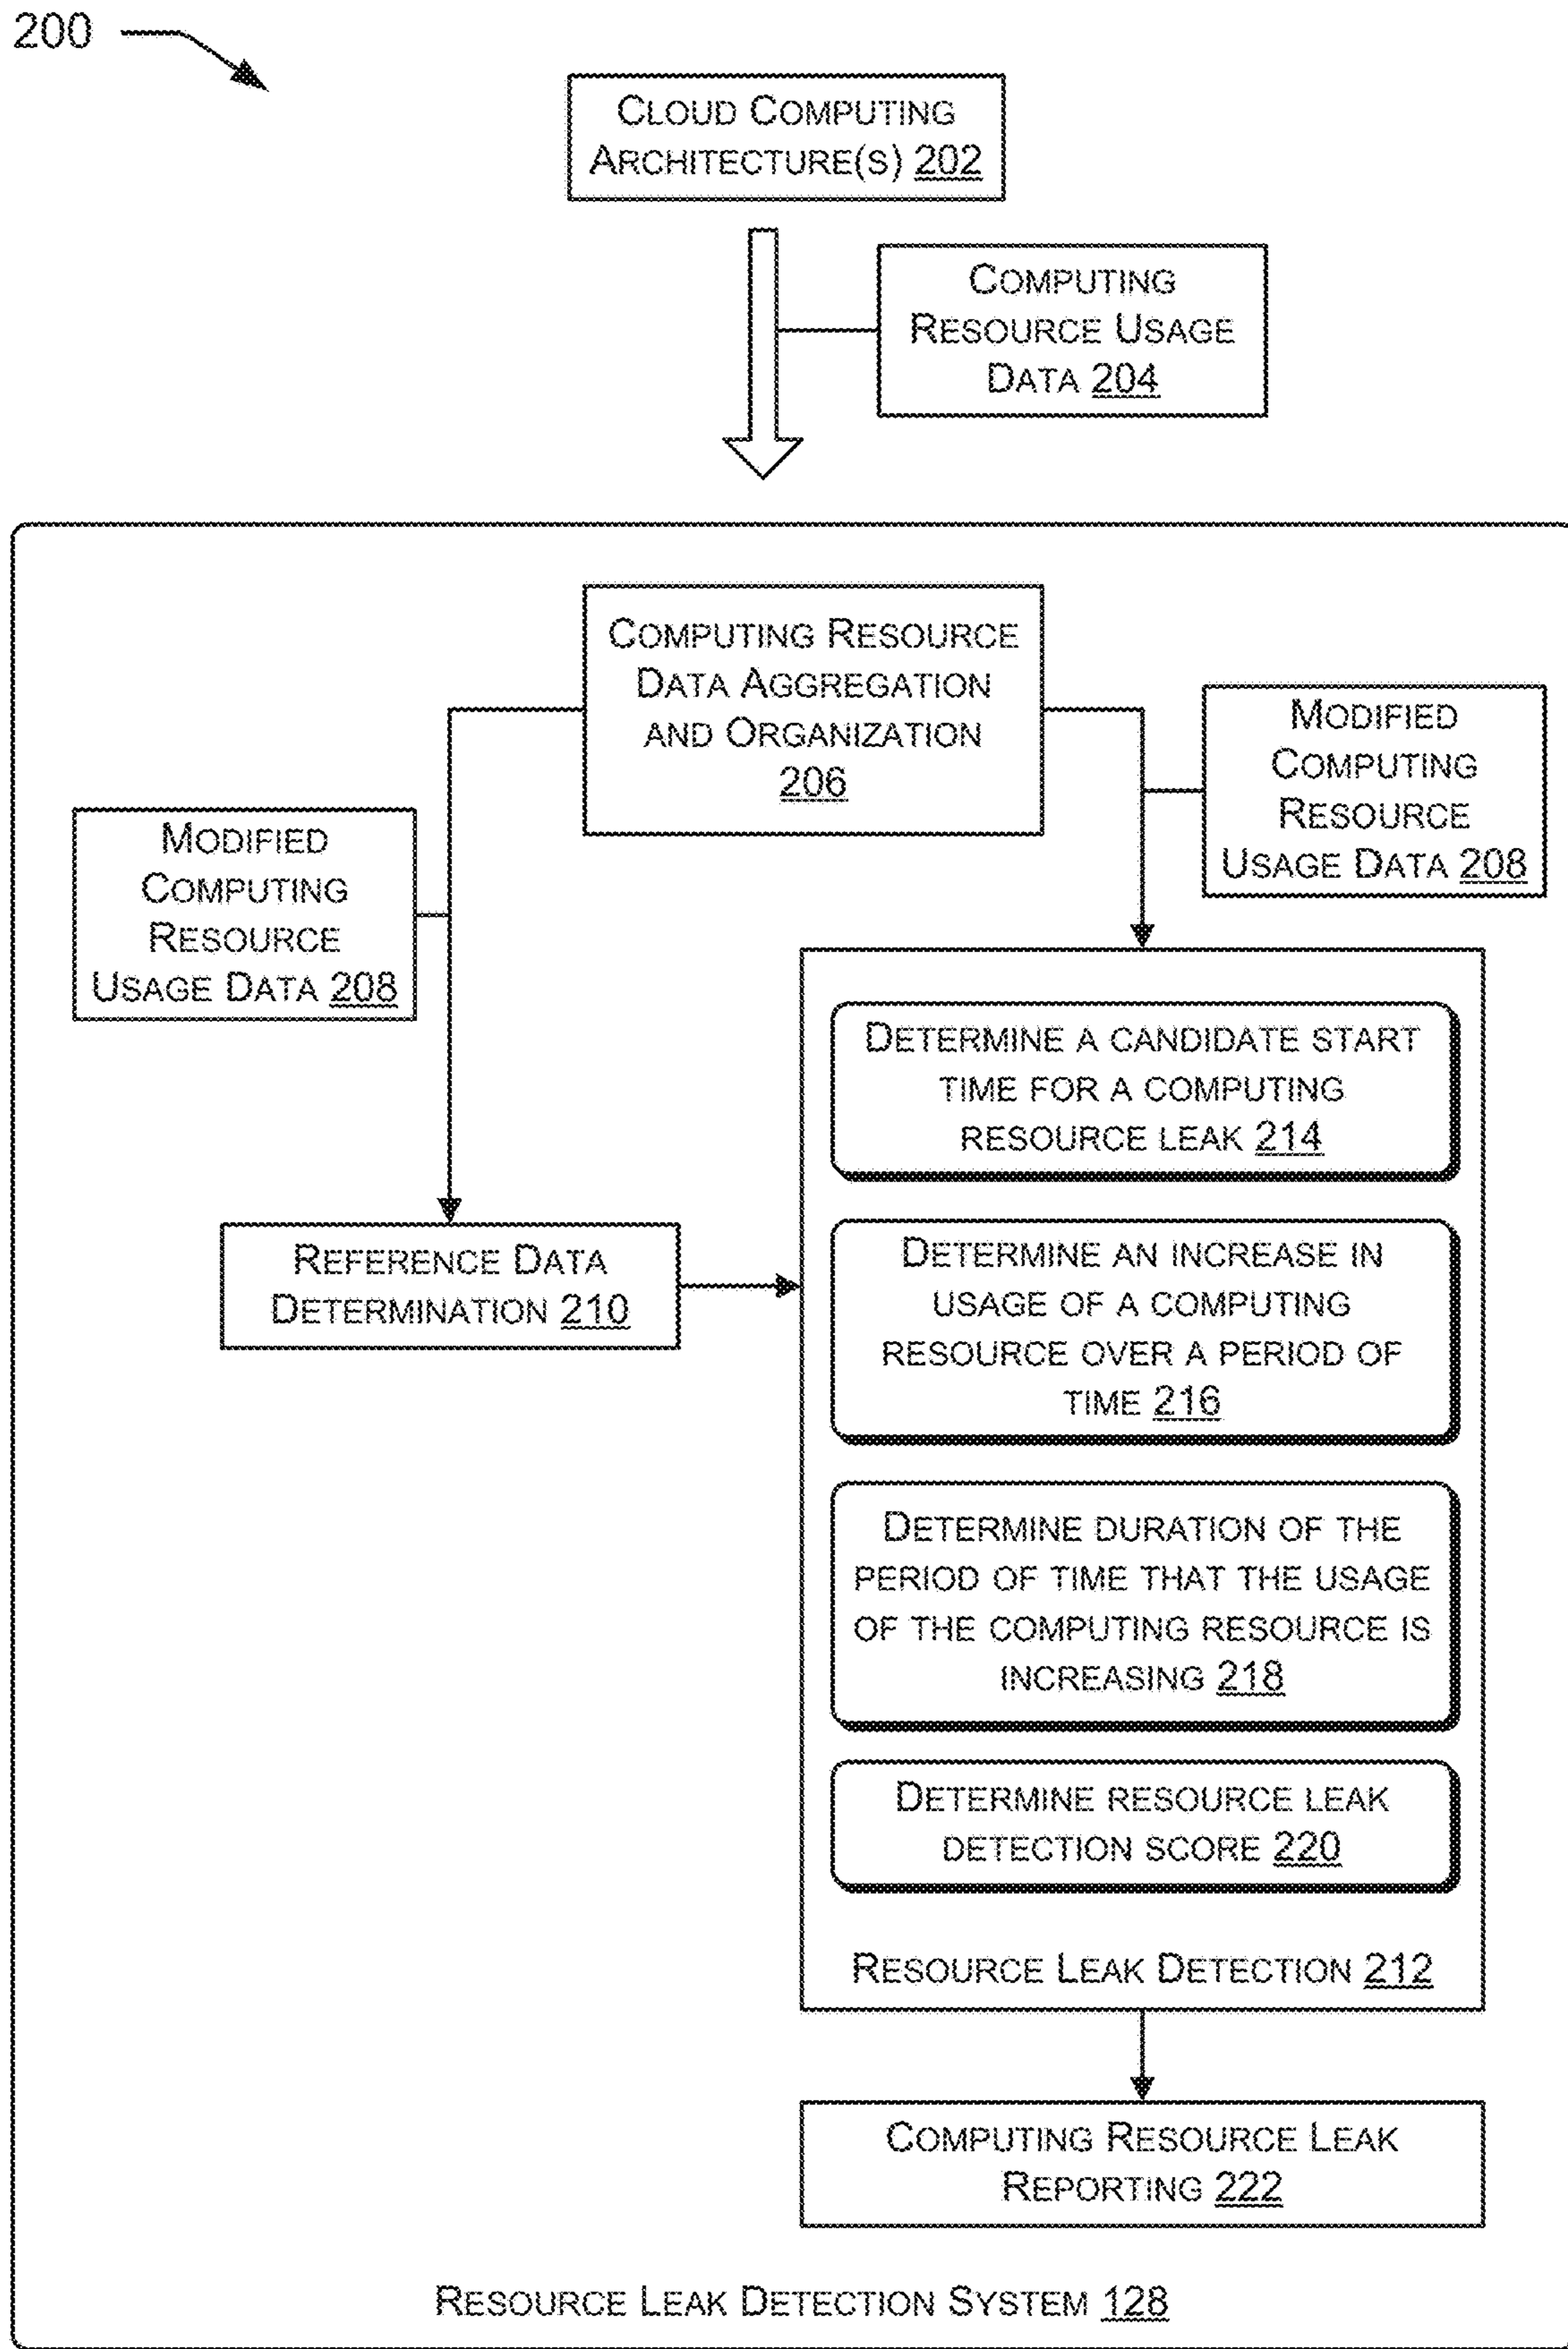 200
CLOUD COMPUTING
ARCHITECTURE(S) 202
COMPUTING
RESOURCE USAGE
DATA 204
COMPUTING RESOURCE
DATA AGGREGATION
AND ORGANIZATION
206
MODIFIED
COMPUTING
RESOURCE
USAGE DATA 208
MODIFIED
COMPUTING
RESOURCE
USAGE DATA 208
REFERENCE DATA
DETERMINATION 210
DETERMINE A CANDIDATE START
TIME FOR A COMPUTING
RESOURCE LEAK 214
DETERMINE AN INCREASE IN
USAGE OF A COMPUTING
RESOURCE OVER A PERIOD OF
TIME 216
DETERMINE DURATION OF THE
PERIOD OF TIME THAT THE USAGE
OF THE COMPUTING RESOURCE IS
INCREASING 218
DETERMINE RESOURCE LEAK
DETECTION SCORE 220
RESOURCE LEAK DETECTION 212
COMPUTING RESOURCE LEAK
REPORTING 222
RESOURCE LEAK DETECTION SYSTEM 128